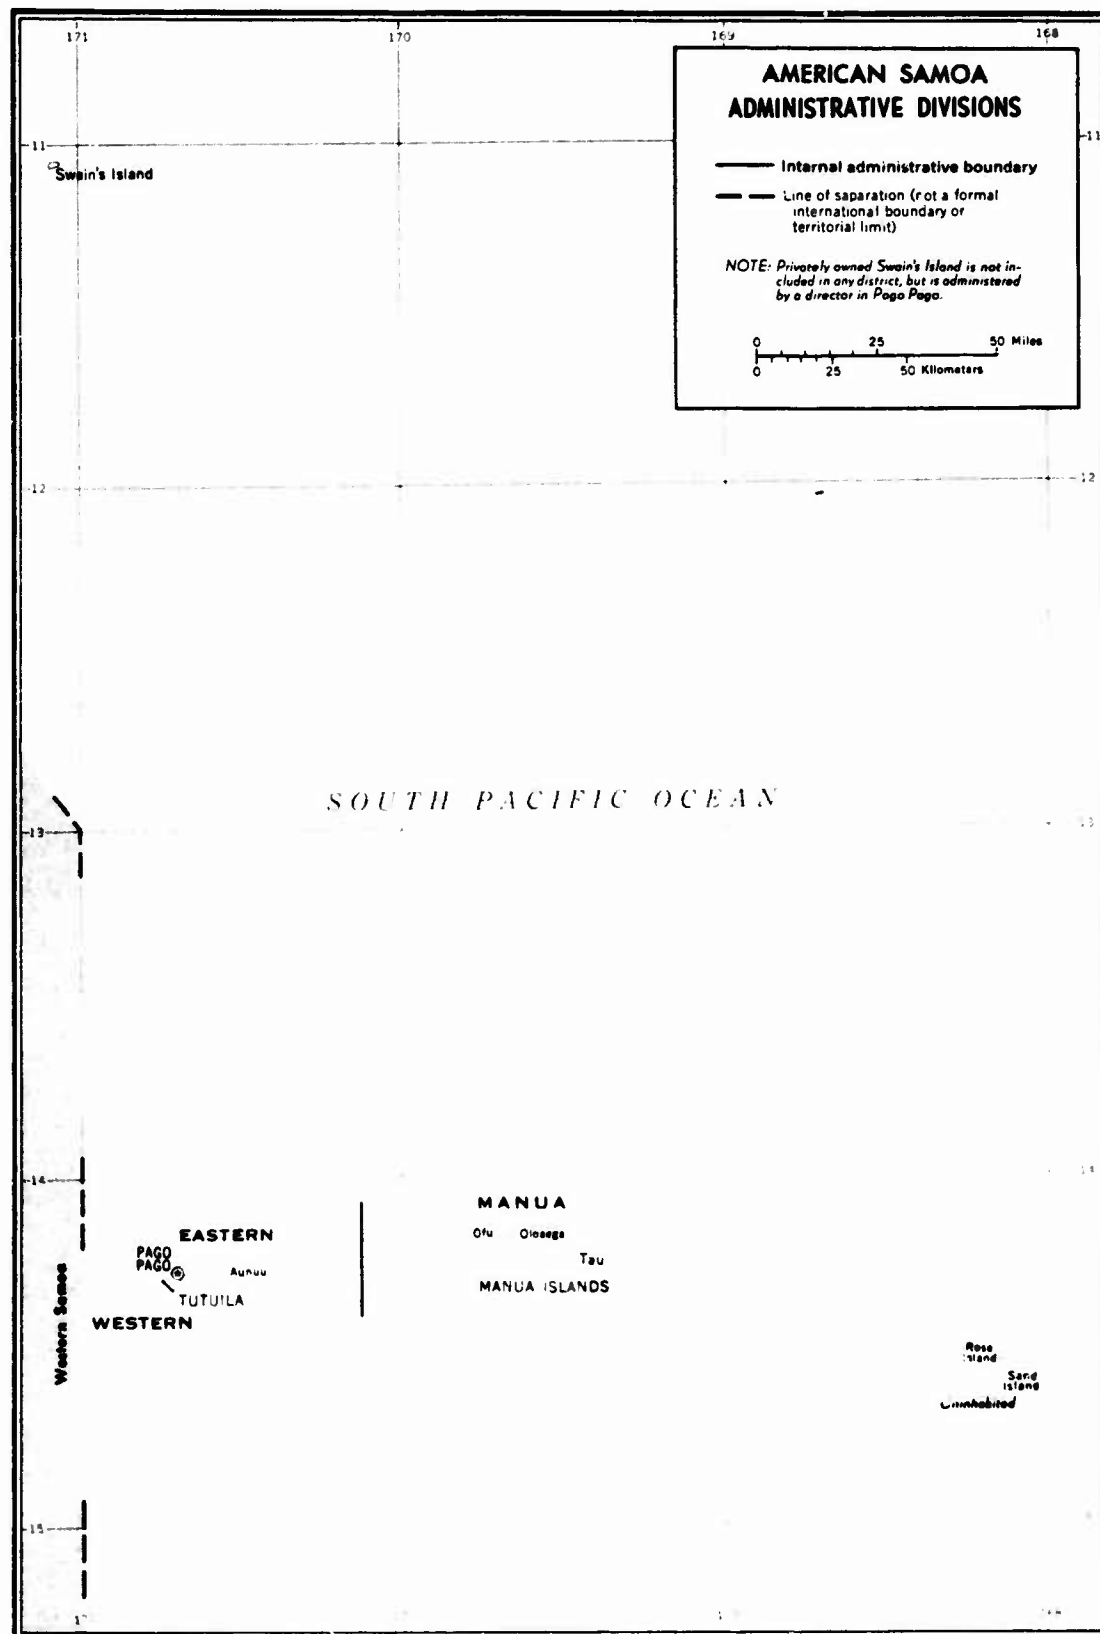 171 170 169 168
AMERICAN SAMOA
ADMINISTRATIVE DIVISIONS
Internal administrative boundary
Line of saparation (not a formal
international boundary or
territorial limit)
NOTE: Privately owned Swain's Island is not in-
cluded in any district, but is administered
by a director in Pago Pago.
0 25 50 Miles
0 25 50 Kilometers
11 11
Swain's Island
12 12
SOUTH PACIFIC OCEAN
13 13
14 14
MANUA
EASTERN
Ofu Olosega
PAGO
PAGO
Aunuu
Tau
MANUA ISLANDS
TUTUILA
WESTERN
Western Samoa
Rose
Island
Sand
Island
Uninhabited
15